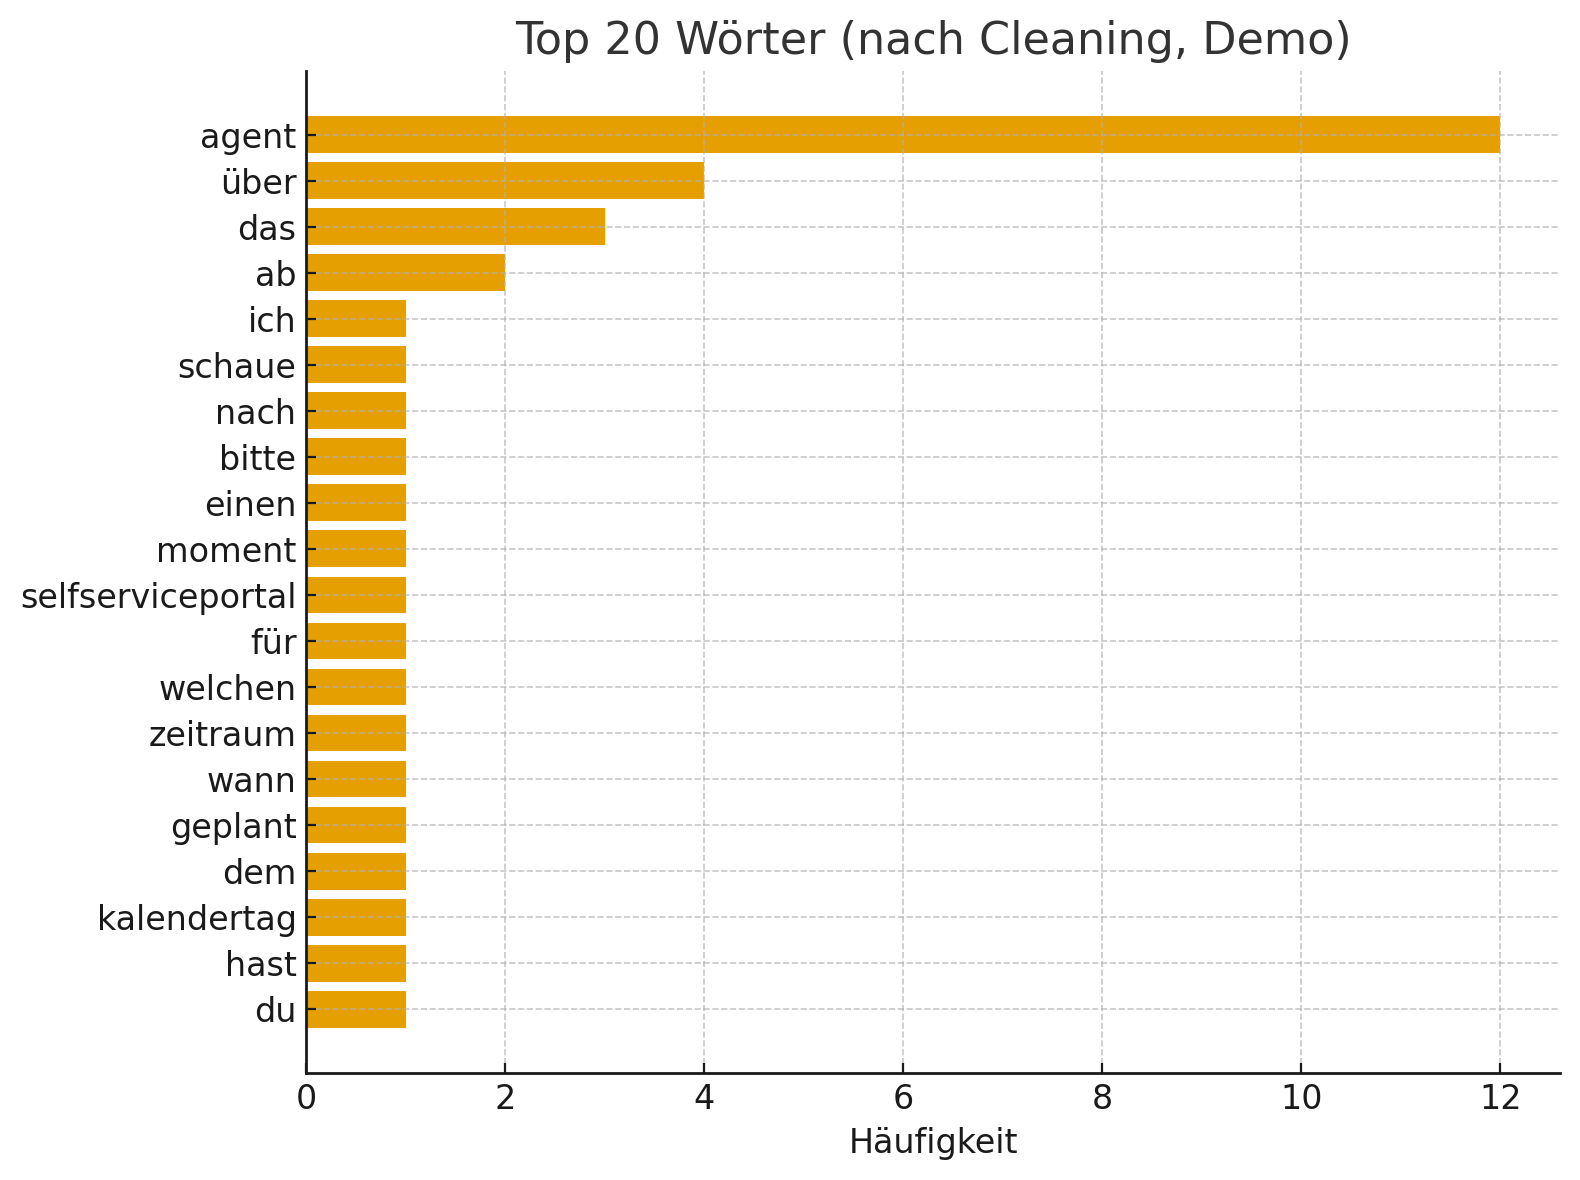 Top 20 Wörter (nach Cleaning, Demo)
agent
über
das
ab
ich
schaue
nach
bitte
einen
moment
selfserviceportal
für
welchen
zeitraum
wann
geplant
dem
kalendertag
hast
du
0 2 4 6 8 10 12
Häufigkeit